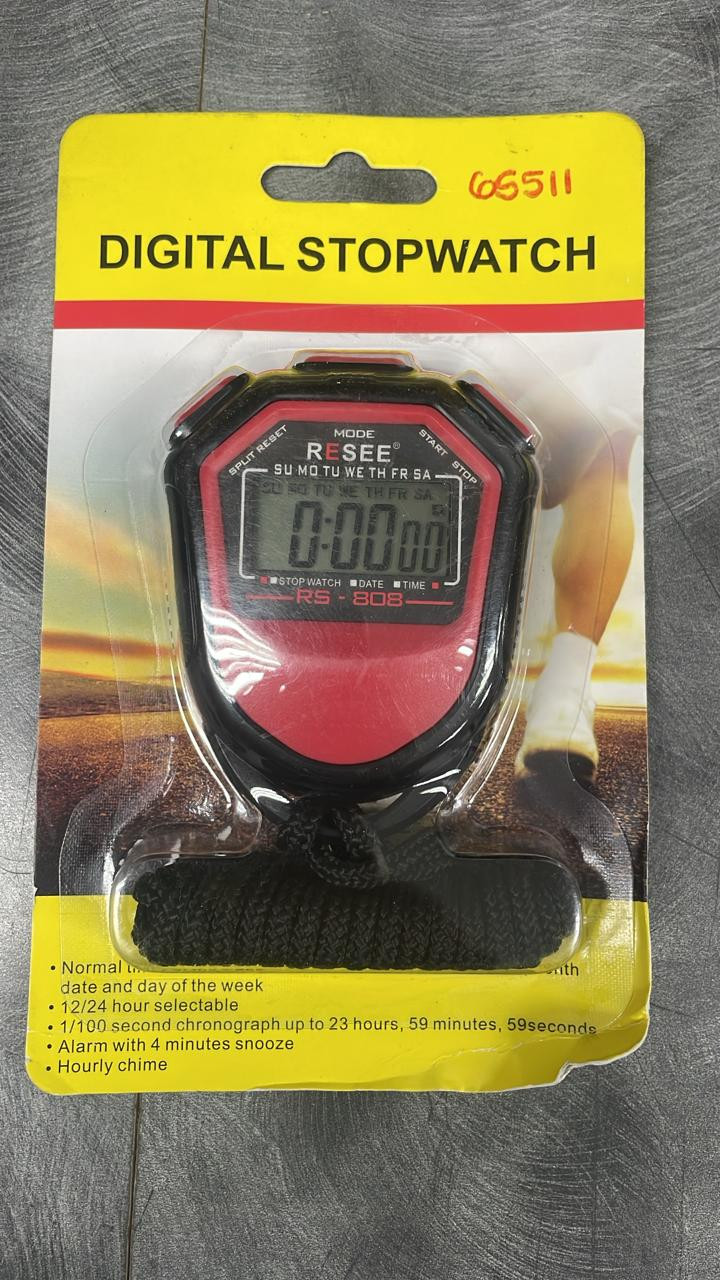 65511
DIGITAL STOPWATCH
MODE
SPLIT RESET
START STOP
RESEE®
SU MO TU WE TH FR SA
SU MO TU WE TH FR SA
0:00 00
STOP WATCH DATE TIME
RS - 808
• Normal
date and day of the week
• 12/24 hour selectable
• 1/100 second chronograph up to 23 hours, 59 minutes, 59seconds
• Alarm with 4 minutes snooze
• Hourly chime